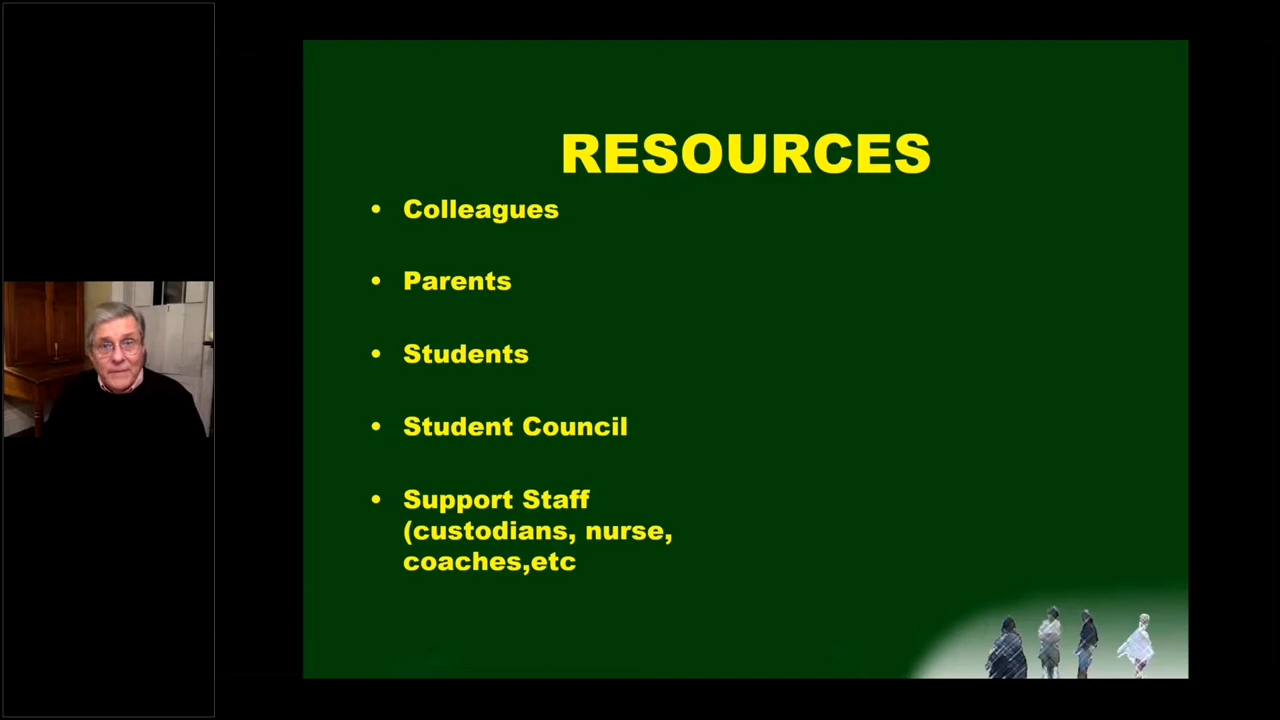 RESOURCES
• Colleagues
• Parents
• Students
• Student Council
• Support Staff
(custodians, nurse,
coaches,etc